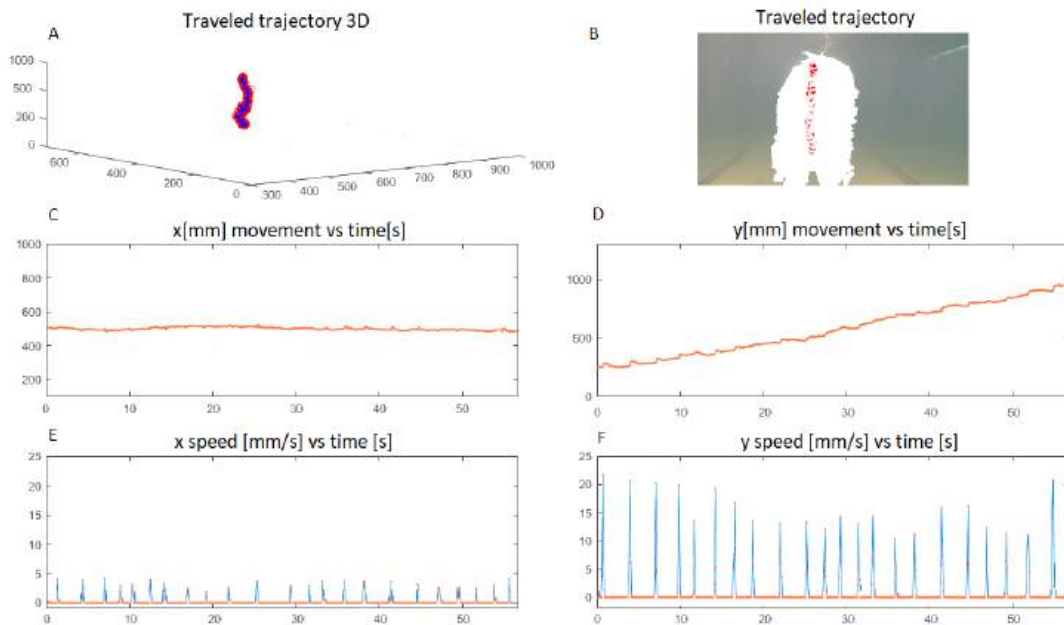 A
Traveled trajectory 3D
1000
500
200
0
600
400
200
0
300
400
500
600
700
800
900
1000
B
Traveled trajectory
C
x[mm] movement vs time[s]
1000
800
600
400
200
0 10 20 30 40 50
D
y[mm] movement vs time[s]
1000
500
0
0 10 20 30 40 50
E
x speed [mm/s] vs time [s]
25
20
15
10
5
0
0 10 20 30 40 50
F
y speed [mm/s] vs time [s]
25
20
15
10
5
0
0 10 20 30 40 50